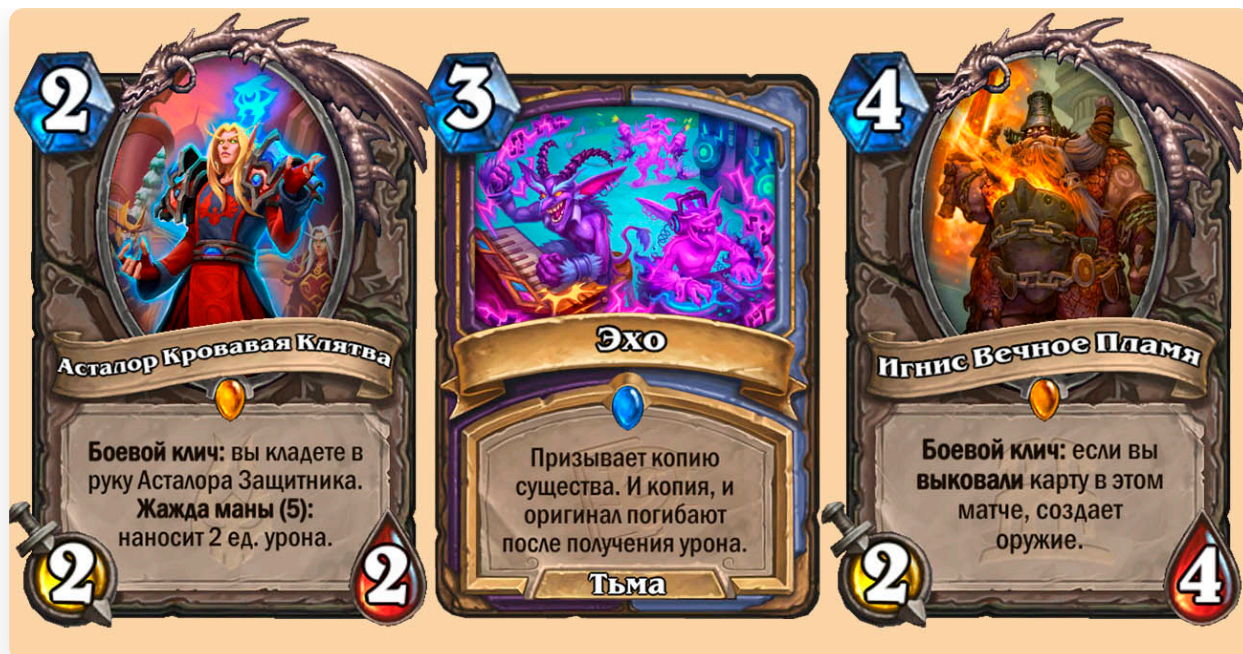 2
Асталор Кровавая Клятва
Боевой клич: вы кладете в
руку Асталора Защитника.
Жажда маны (5):
наносит 2 ед. урона.
2
2
3
Эхо
Призывает копию
существа. И копия, и
оригинал погибают
после получения урона.
Тьма
4
Игнис Вечное Пламя
Боевой клич: если вы
выковали карту в этом
матче, создает
оружие.
2
4